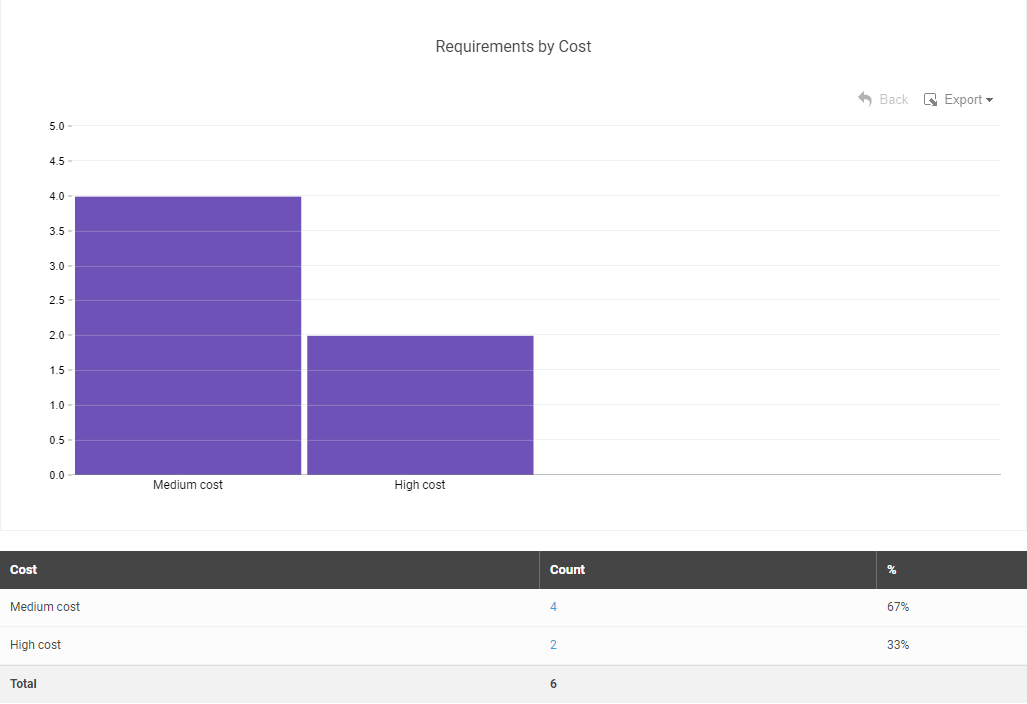 Requirements by Cost
Back Export
5.0
4.5
4.0
3.5
3.0
2.5
2.0
1.5
1.0
0.5
0.0
Medium cost High cost
Cost Count %
Medium cost 4 67%
High cost 2 33%
Total 6